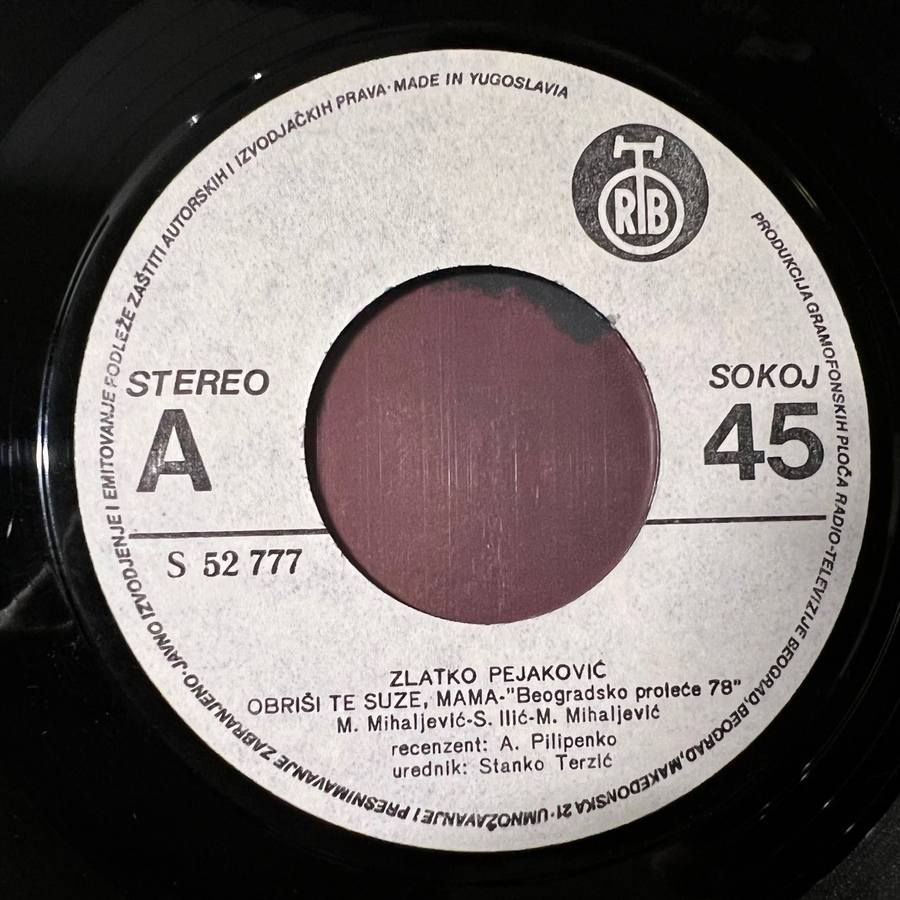 PRODUKCIJA GRAMOFONSKIH PLOČA RADIO-TELEVIZIJE BEOGRAD, BEOGRAD, MAKEDONSKA 21 · UMNOŽAVANJE I PRESNIMAVANJE ZABRANJENO · JAVNO IZVODJENJE I EMITOVANJE PODLEŽE ZAŠTITI AUTORSKIH I IZVODJAČKIH PRAVA · MADE IN YUGOSLAVIA
RTB
STEREO
A
SOKOJ
45
S 52 777
ZLATKO PEJAKOVIĆ
OBRIŠI TE SUZE, MAMA-"Beogradsko proleće 78"
M. Mihaljević-S. Ilić-M. Mihaljević
recenzent: A. Pilipenko
urednik: Stanko Terzić